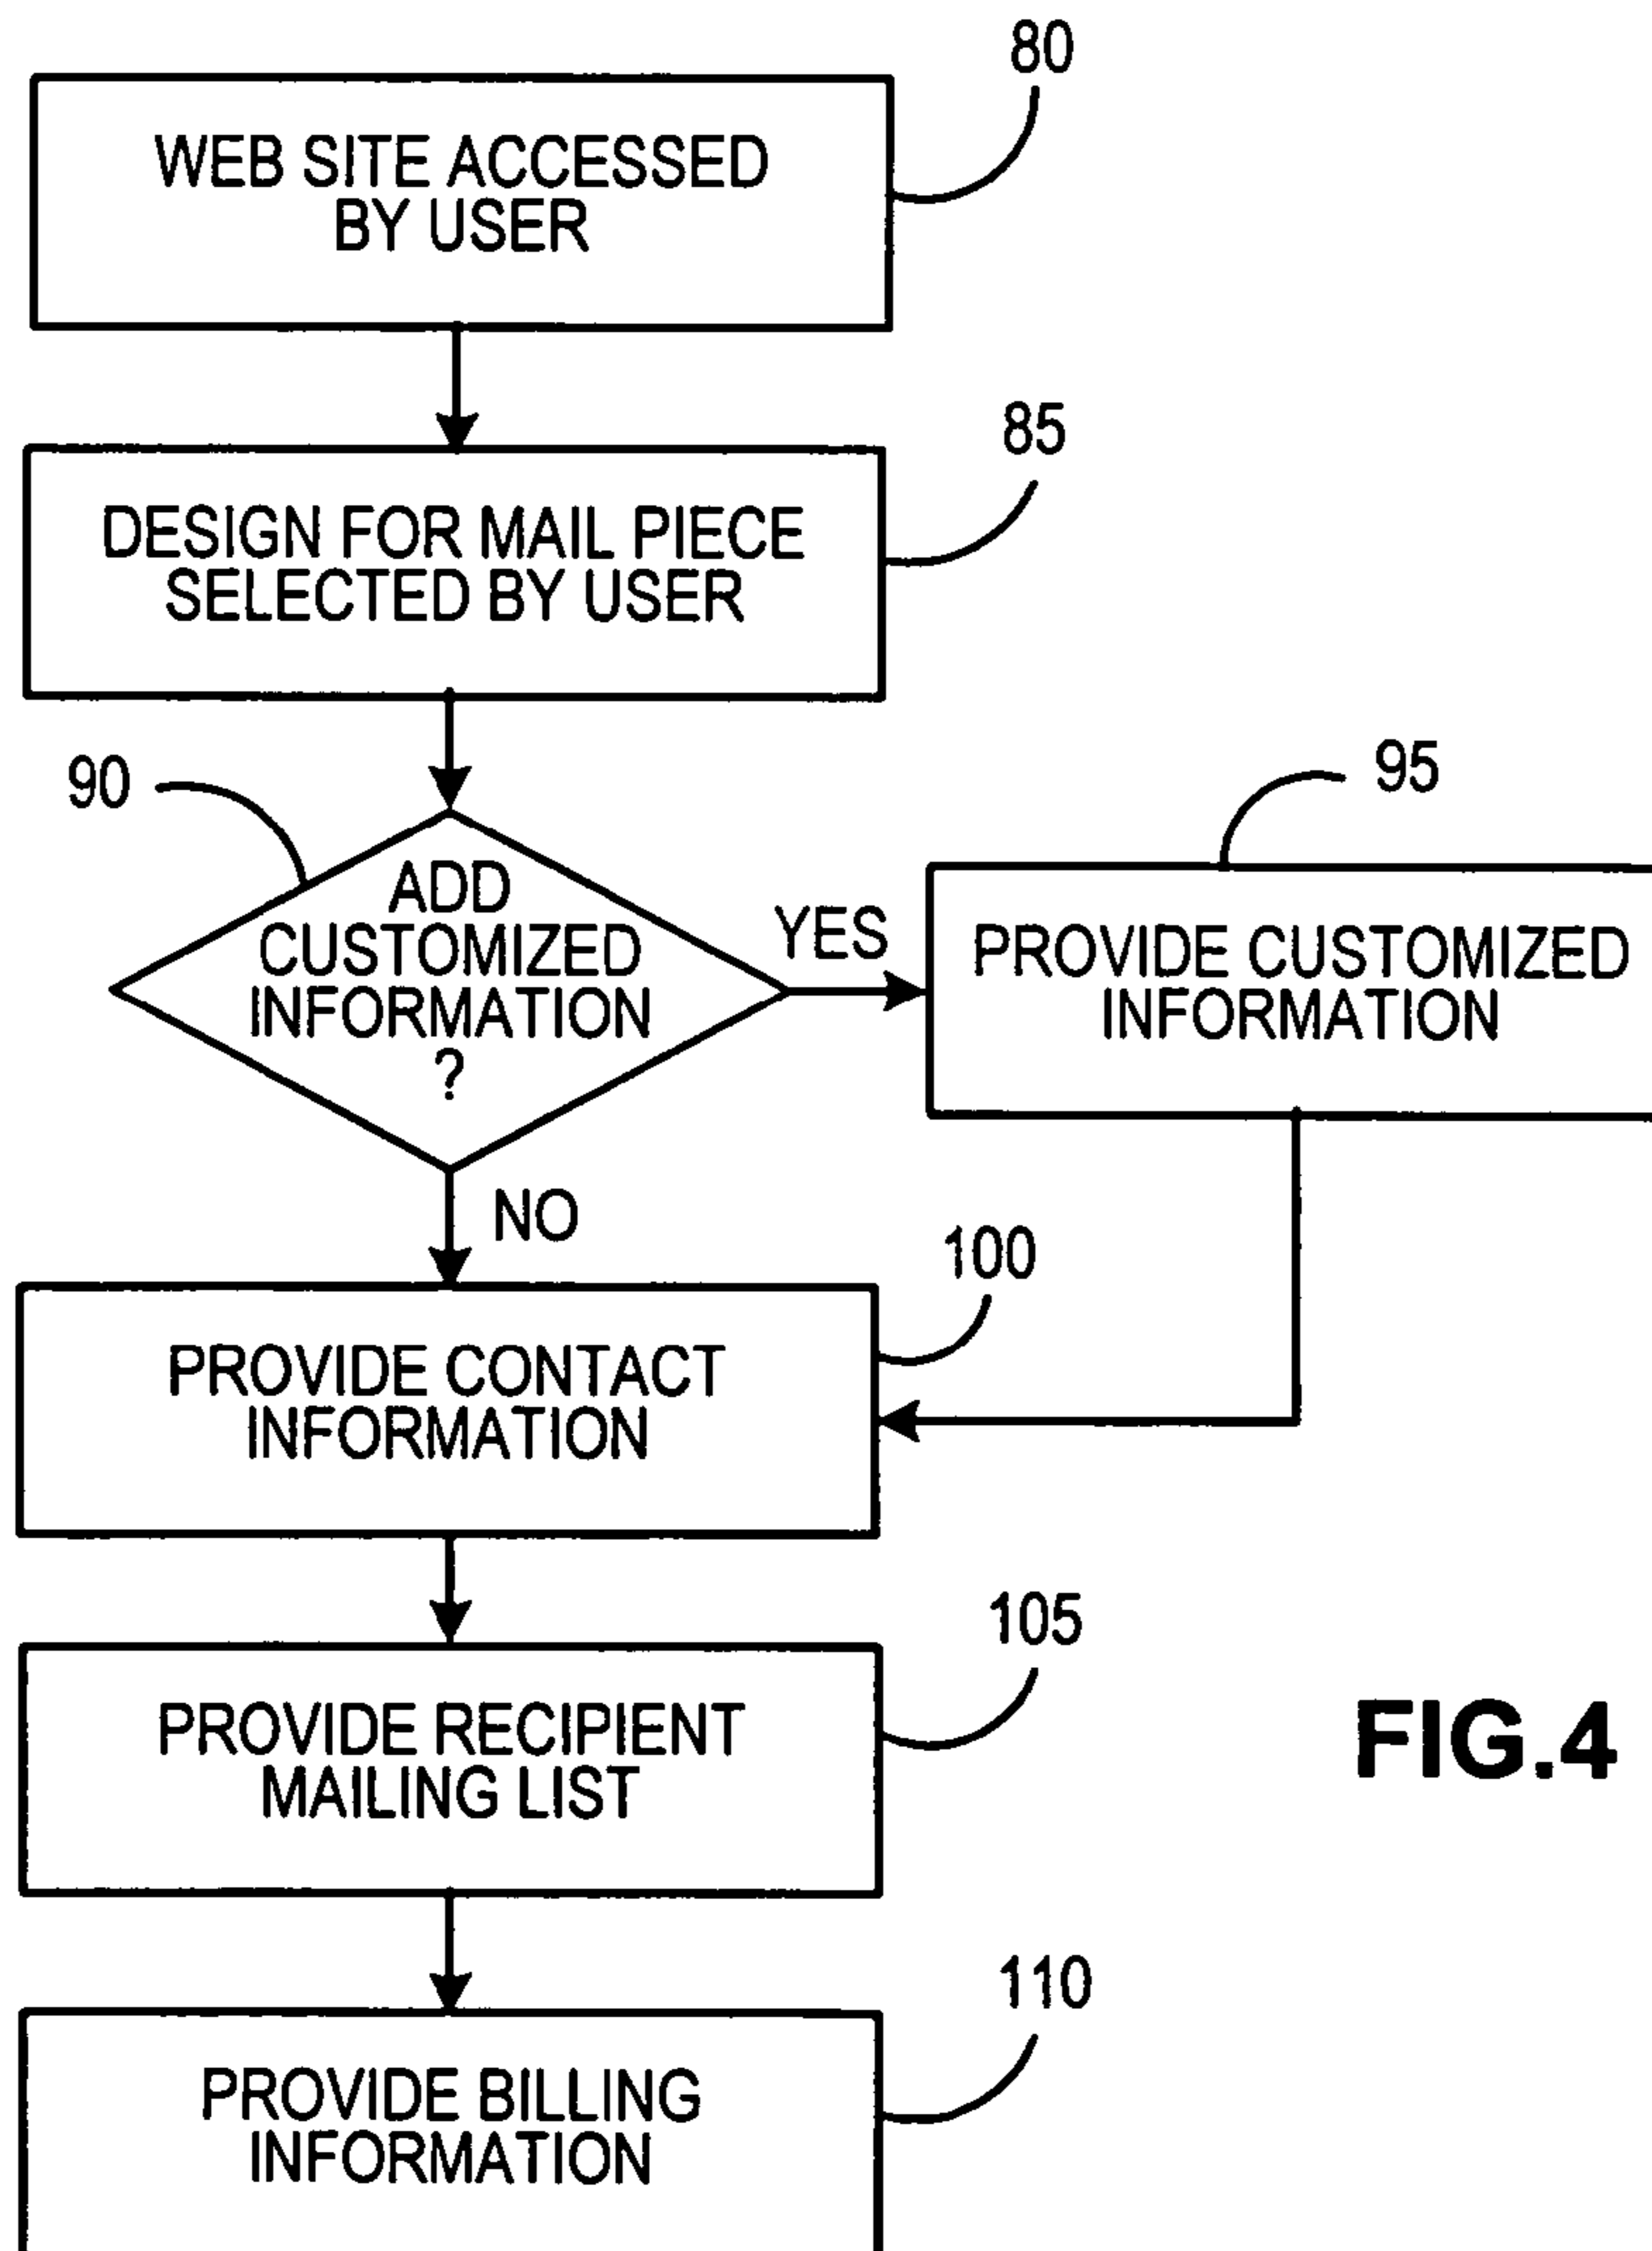 80
WEB SITE ACCESSED
BY USER
85
DESIGN FOR MAIL PIECE
SELECTED BY USER
90
ADD
CUSTOMIZED
INFORMATION
?
YES
95
PROVIDE CUSTOMIZED
INFORMATION
NO
100
PROVIDE CONTACT
INFORMATION
105
PROVIDE RECIPIENT
MAILING LIST
FIG.4
110
PROVIDE BILLING
INFORMATION